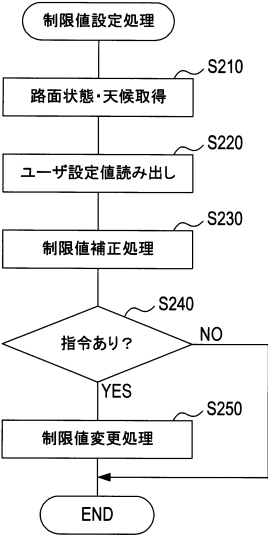 制限値設定処理
S210
路面状態・天候取得
S220
ユーザ設定値読み出し
S230
制限値補正処理
S240
指令あり？
NO
YES
S250
制限値変更処理
END